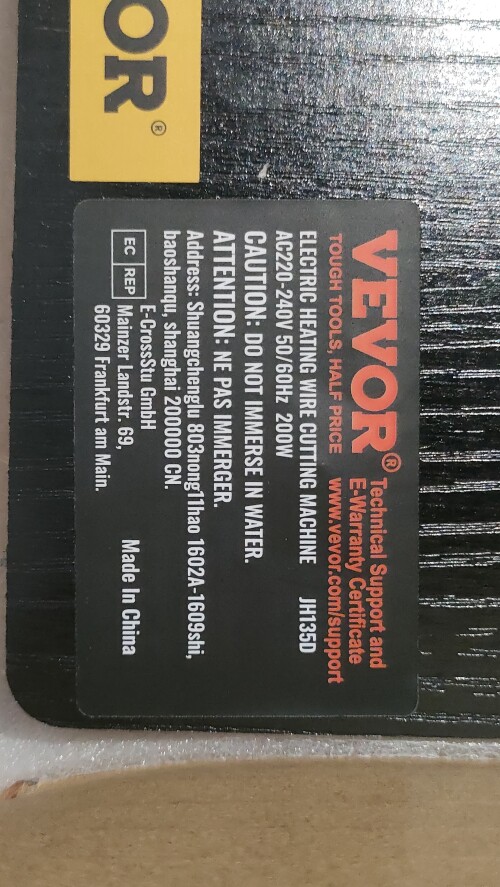 OR®
VEVOR®
TOUGH TOOLS, HALF PRICE
Technical Support and
E-Warranty Certificate
www.vevor.com/support
ELECTRIC HEATING WIRE CUTTING MACHINE JH135D
AC220-240V 50/60Hz 200W
CAUTION: DO NOT IMMERSE IN WATER.
ATTENTION: NE PAS IMMERGER.
Address: Shuangchenglu 803nong11hao 1602A-1609shi,
baoshanqu, shanghai 200000 CN.
EC REP
E-CrossStu GmbH
Mainzer Landstr. 69,
60329 Frankfurt am Main.
Made In China